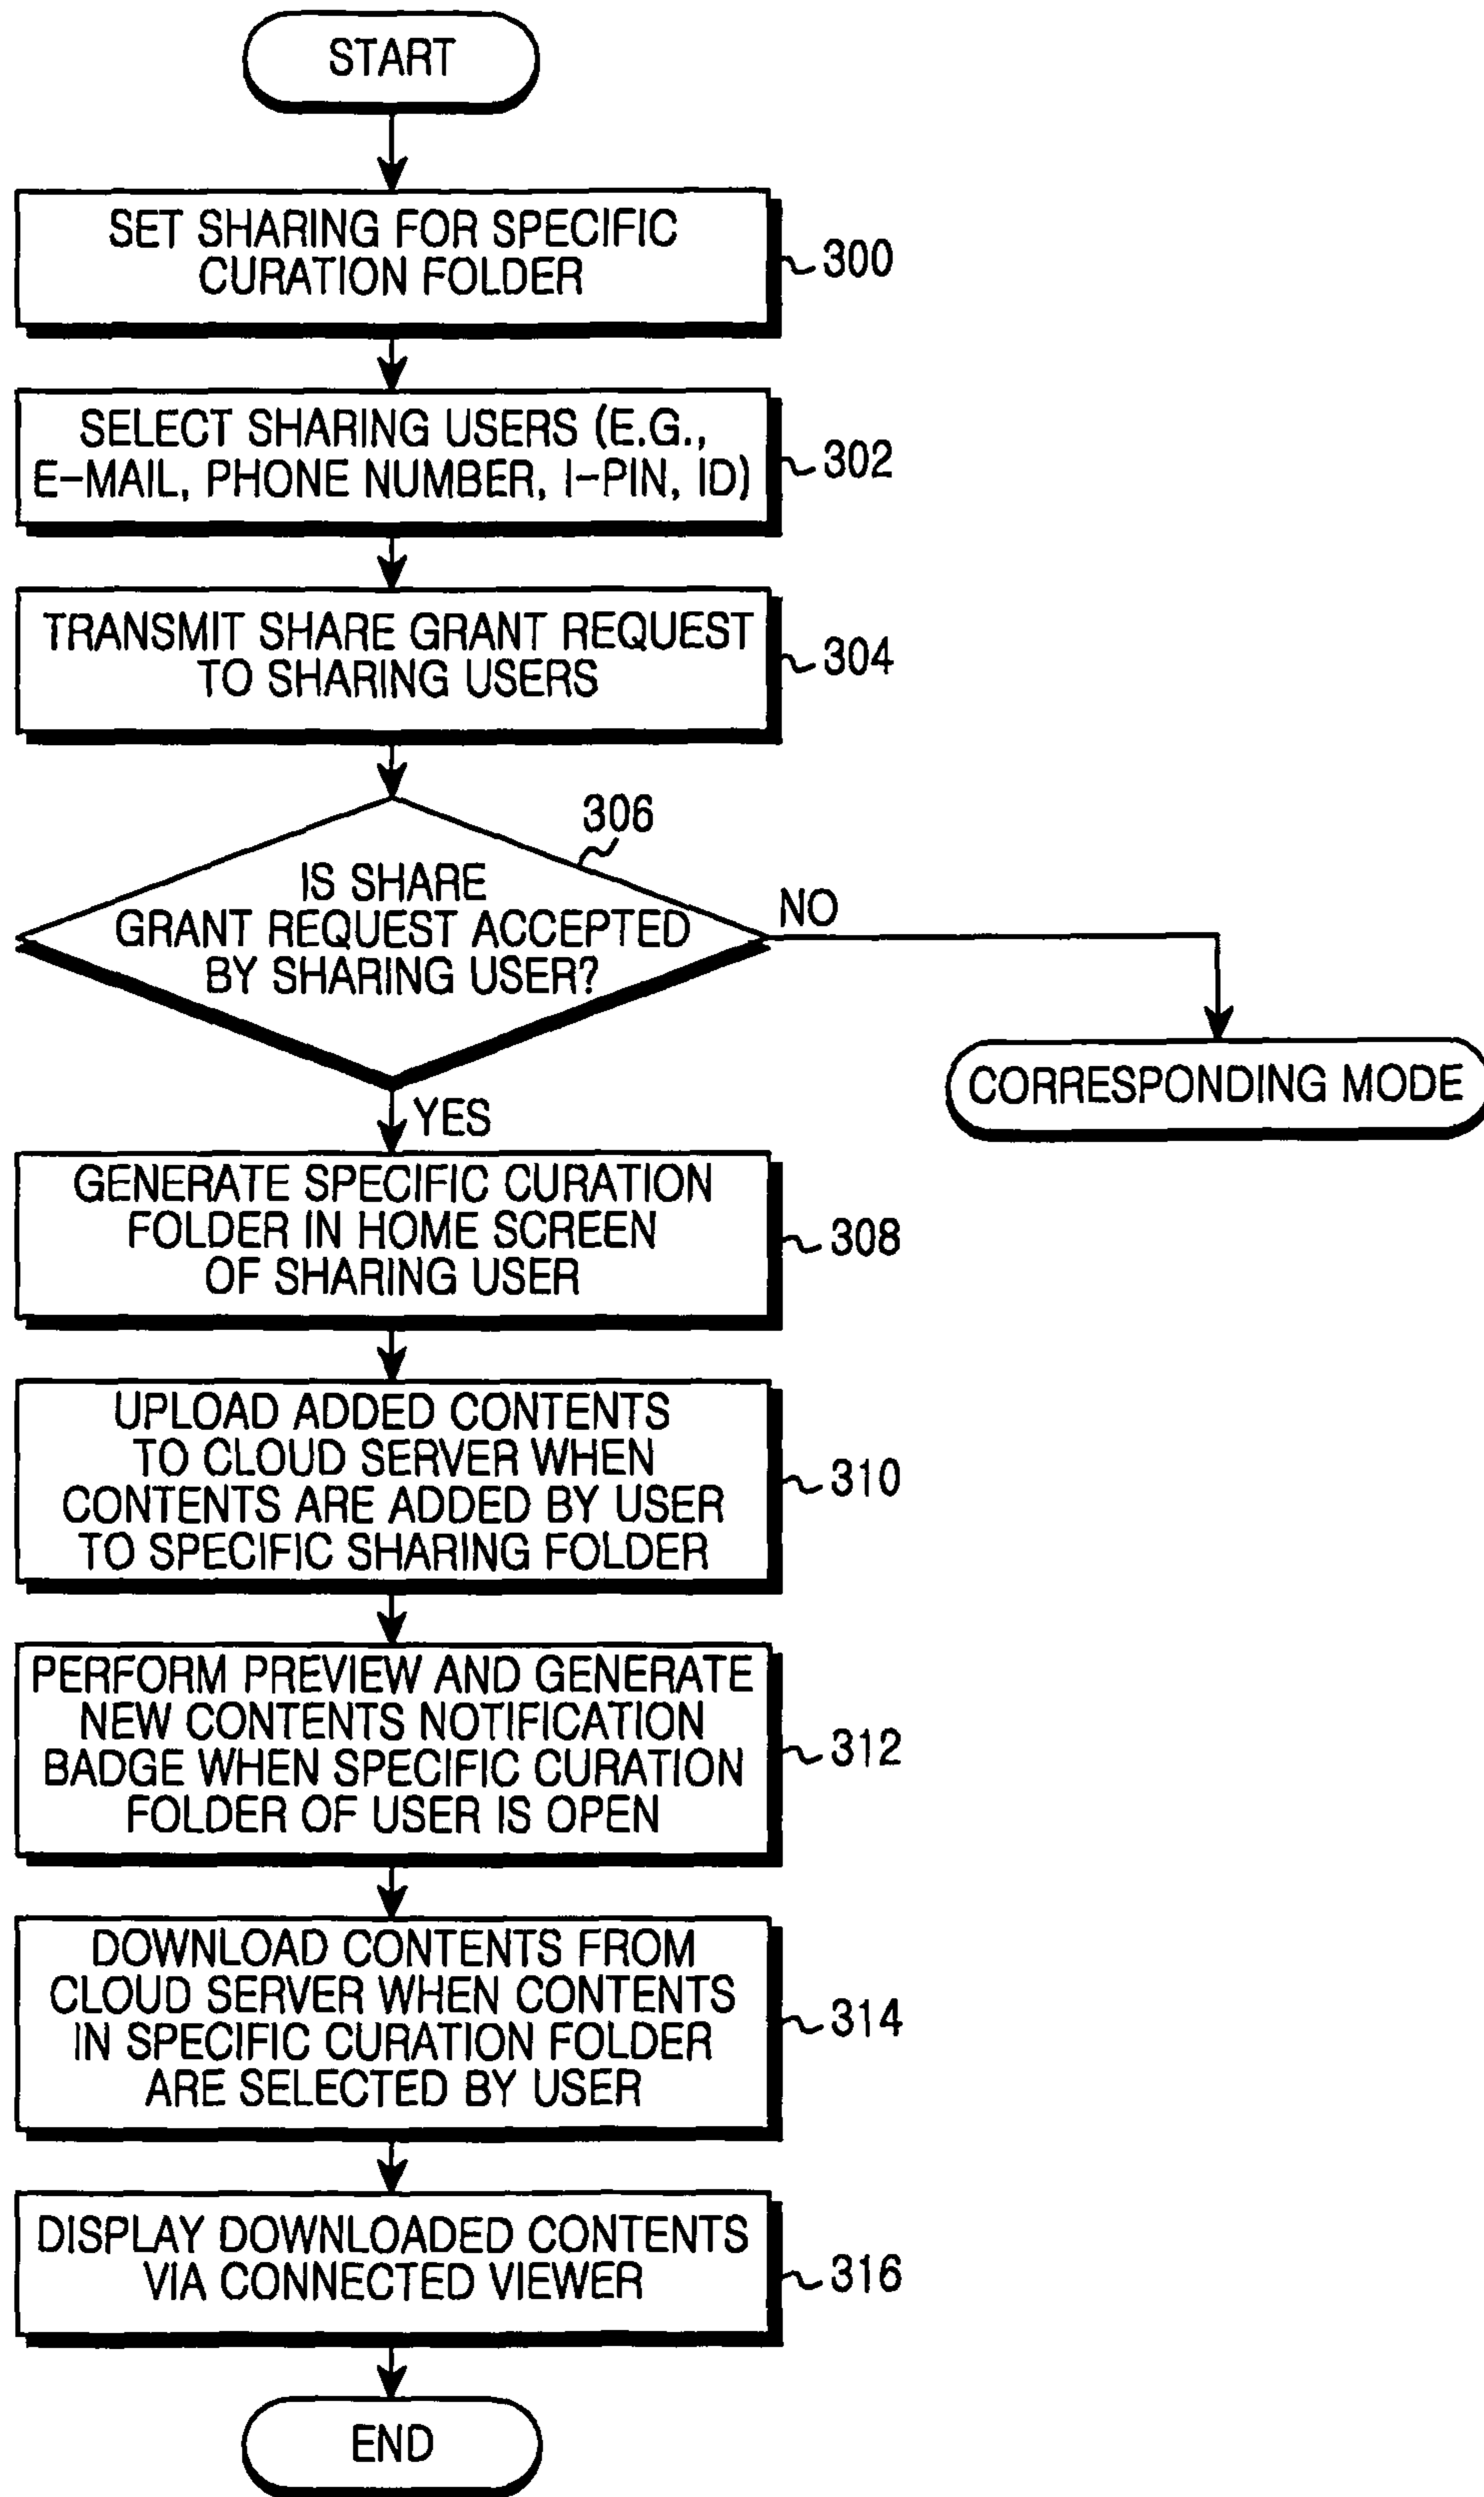 START
SET SHARING FOR SPECIFIC
CURATION FOLDER
300
SELECT SHARING USERS (E.G.,
E-MAIL, PHONE NUMBER, I-PIN, ID)
302
TRANSMIT SHARE GRANT REQUEST
TO SHARING USERS
304
306
IS SHARE
GRANT REQUEST ACCEPTED
BY SHARING USER?
NO
CORRESPONDING MODE
YES
GENERATE SPECIFIC CURATION
FOLDER IN HOME SCREEN
OF SHARING USER
308
UPLOAD ADDED CONTENTS
TO CLOUD SERVER WHEN
CONTENTS ARE ADDED BY USER
TO SPECIFIC SHARING FOLDER
310
PERFORM PREVIEW AND GENERATE
NEW CONTENTS NOTIFICATION
BADGE WHEN SPECIFIC CURATION
FOLDER OF USER IS OPEN
312
DOWNLOAD CONTENTS FROM
CLOUD SERVER WHEN CONTENTS
IN SPECIFIC CURATION FOLDER
ARE SELECTED BY USER
314
DISPLAY DOWNLOADED CONTENTS
VIA CONNECTED VIEWER
316
END